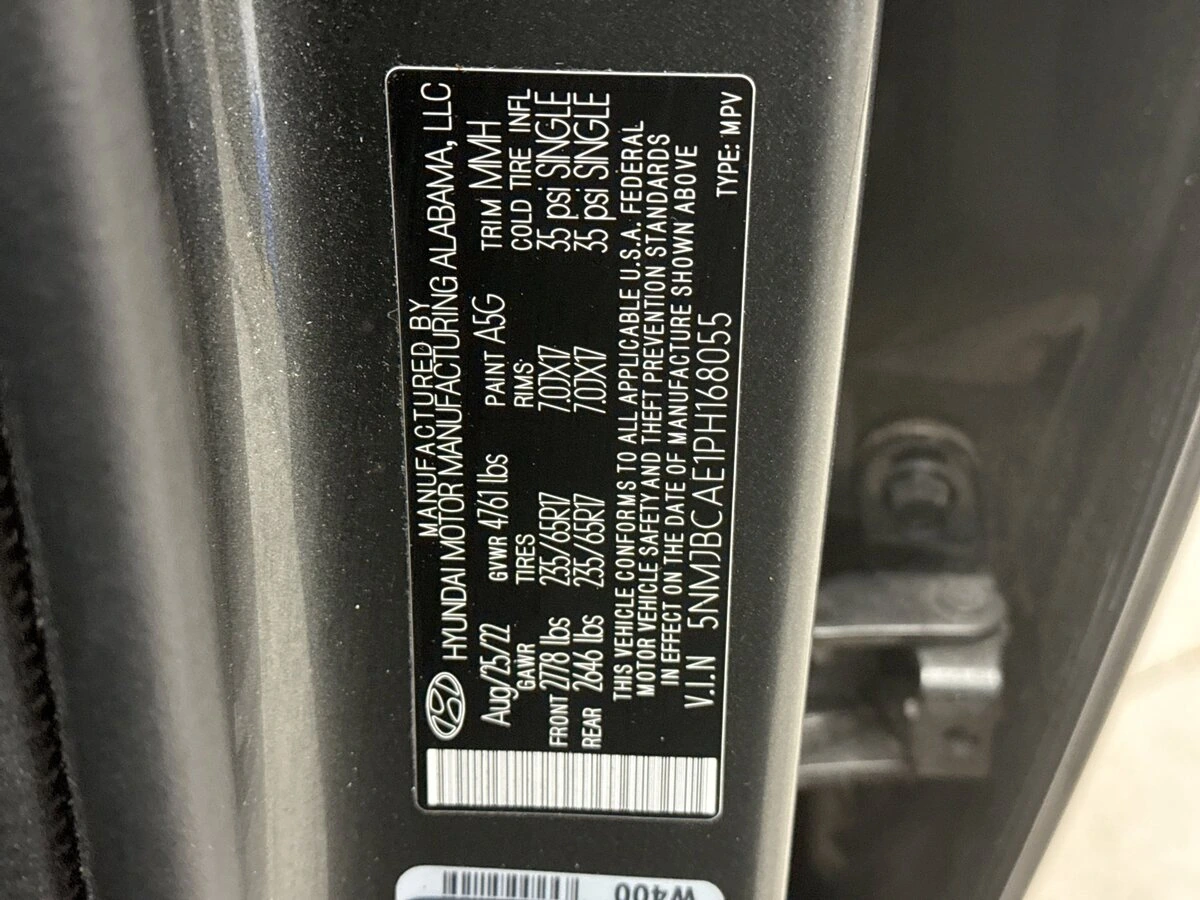 MANUFACTURED BY
HYUNDAI MOTOR MANUFACTURING ALABAMA, LLC
Aug/25/22 GVWR 4761 lbs PAINT A5G TRIM MMH
GAWR TIRES RIMS: COLD TIRE INFL
FRONT 2778 lbs 235/65R17 7.0JX17 35 psi SINGLE
REAR 2646 lbs 235/65R17 7.0JX17 35 psi SINGLE
THIS VEHICLE CONFORMS TO ALL APPLICABLE U.S.A. FEDERAL
MOTOR VEHICLE SAFETY AND THEFT PREVENTION STANDARDS
IN EFFECT ON THE DATE OF MANUFACTURE SHOWN ABOVE
V.I.N 5NMJBCAE1PH168055 TYPE: MPV
W400